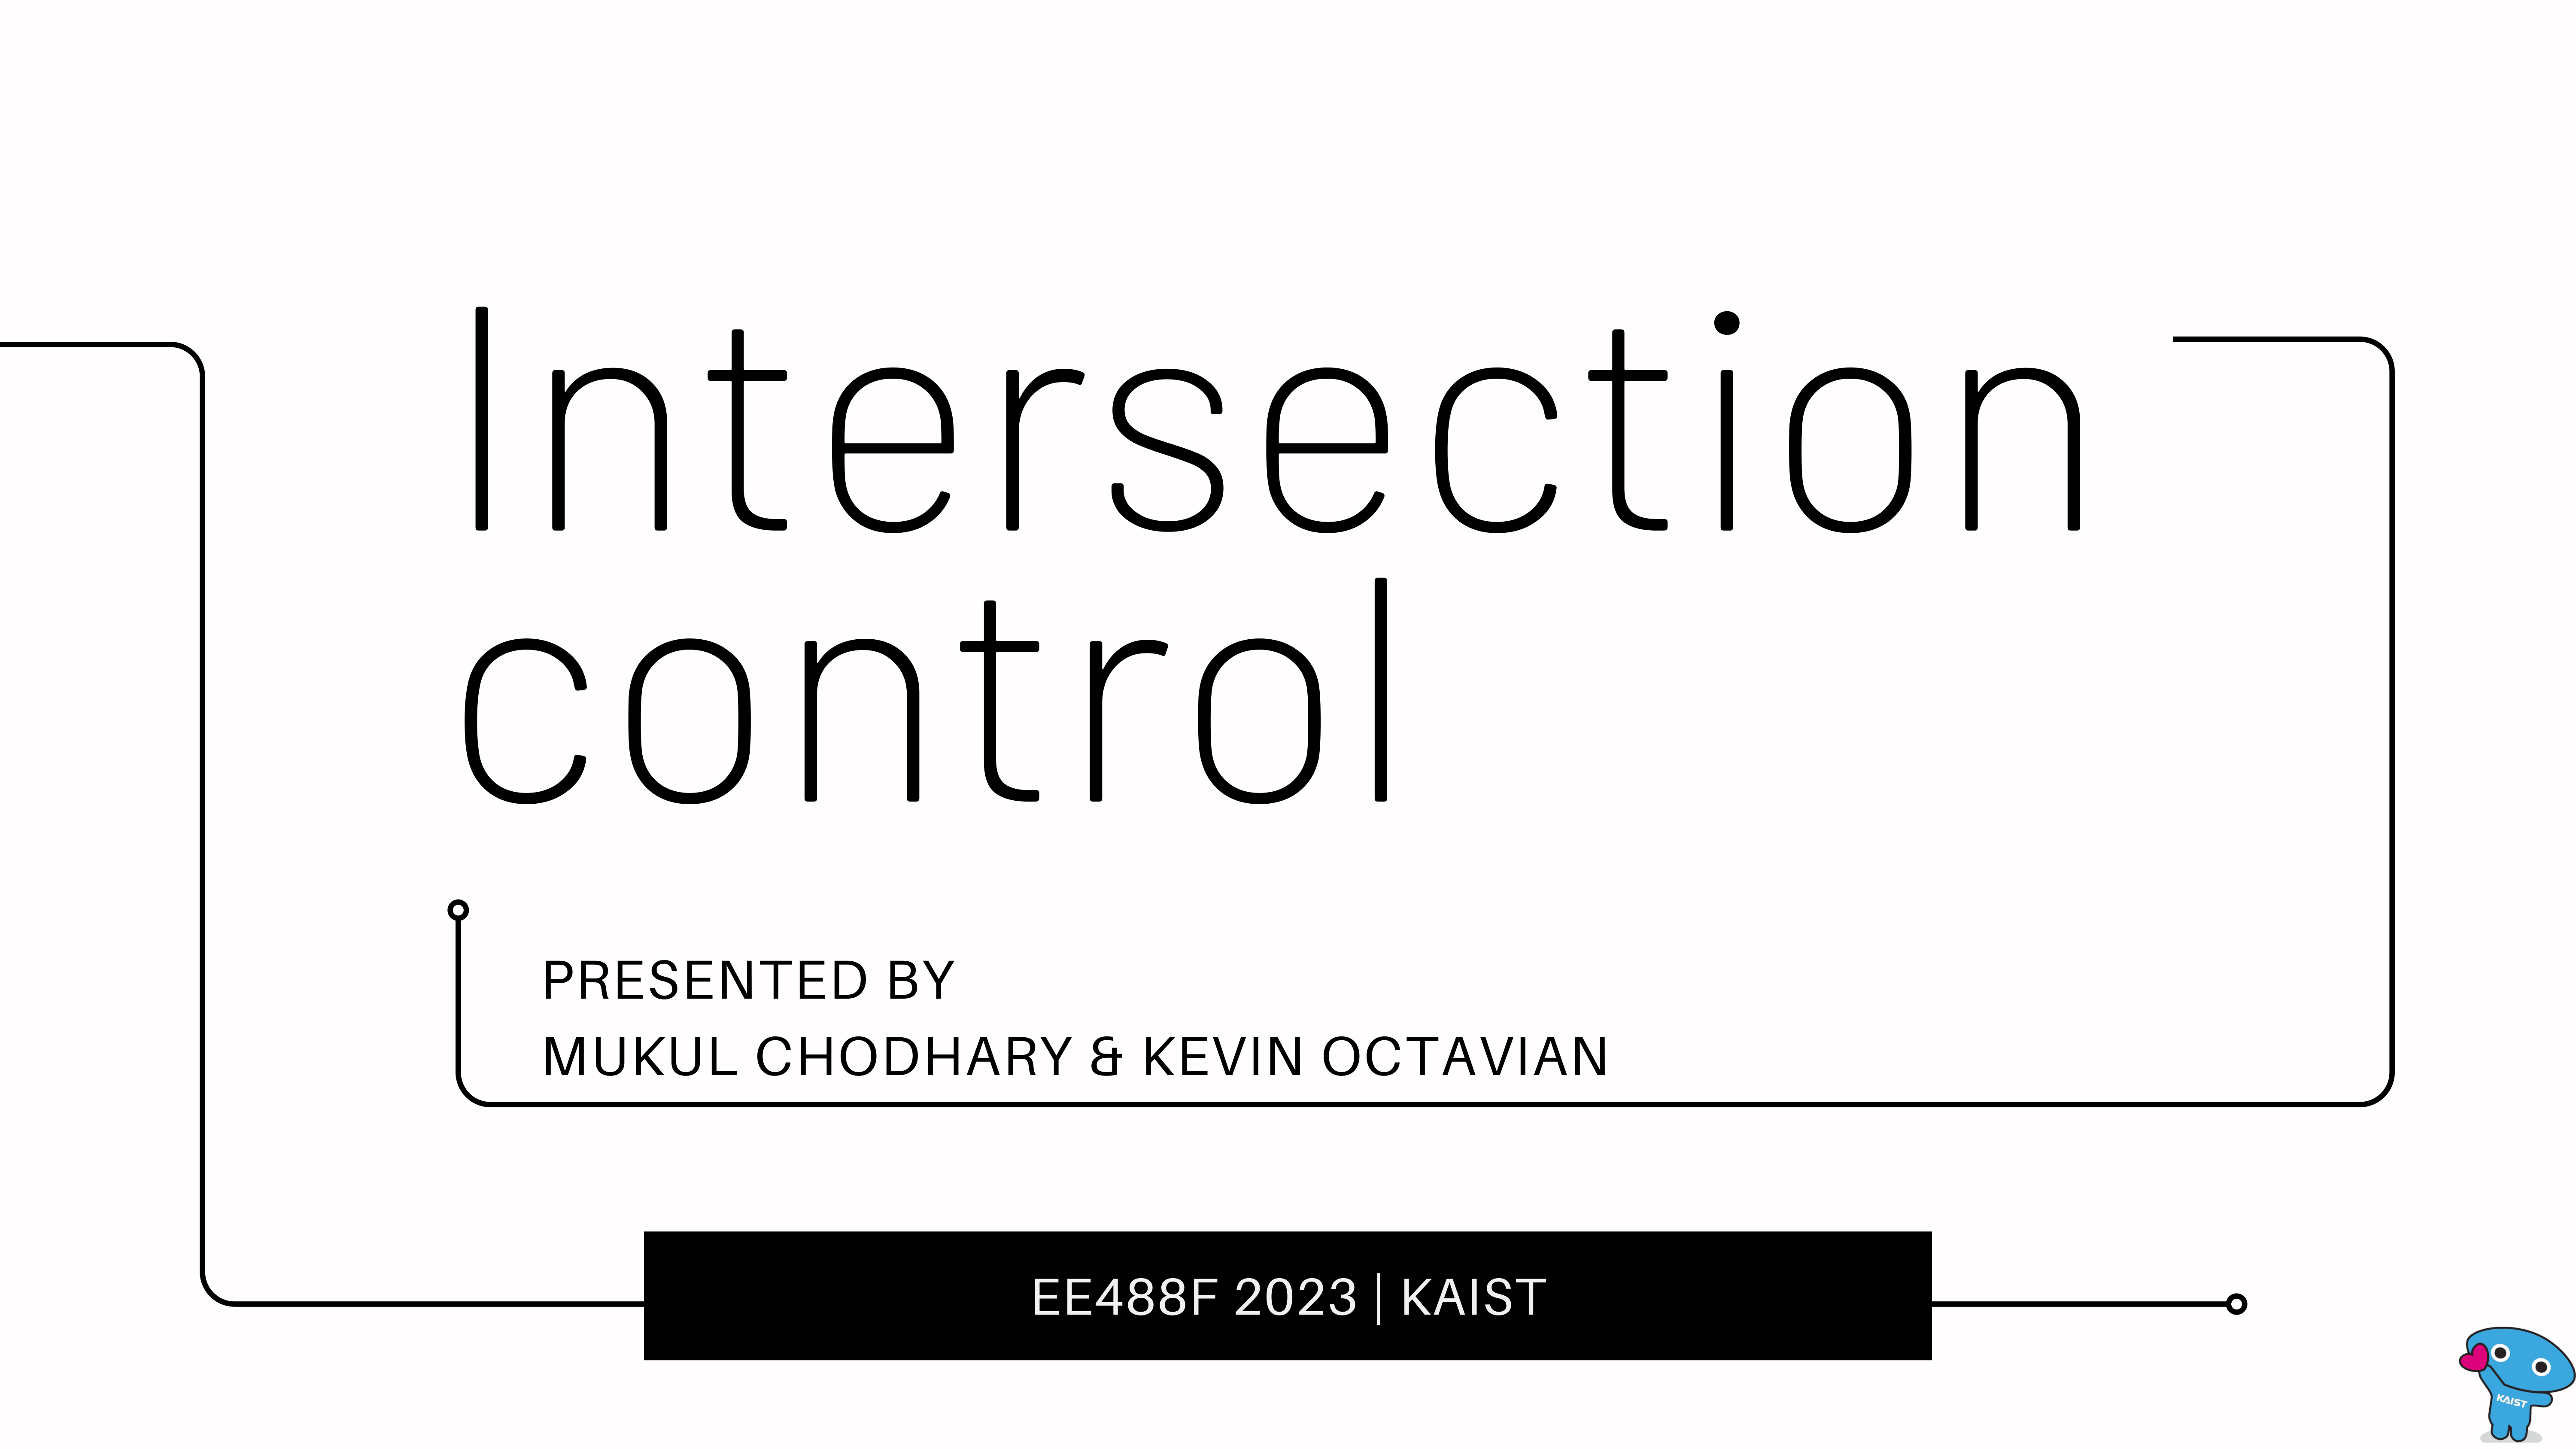 Intersection
control
PRESENTED BY
MUKUL CHODHARY & KEVIN OCTAVIAN
EE488F 2023 | KAIST
KAIST